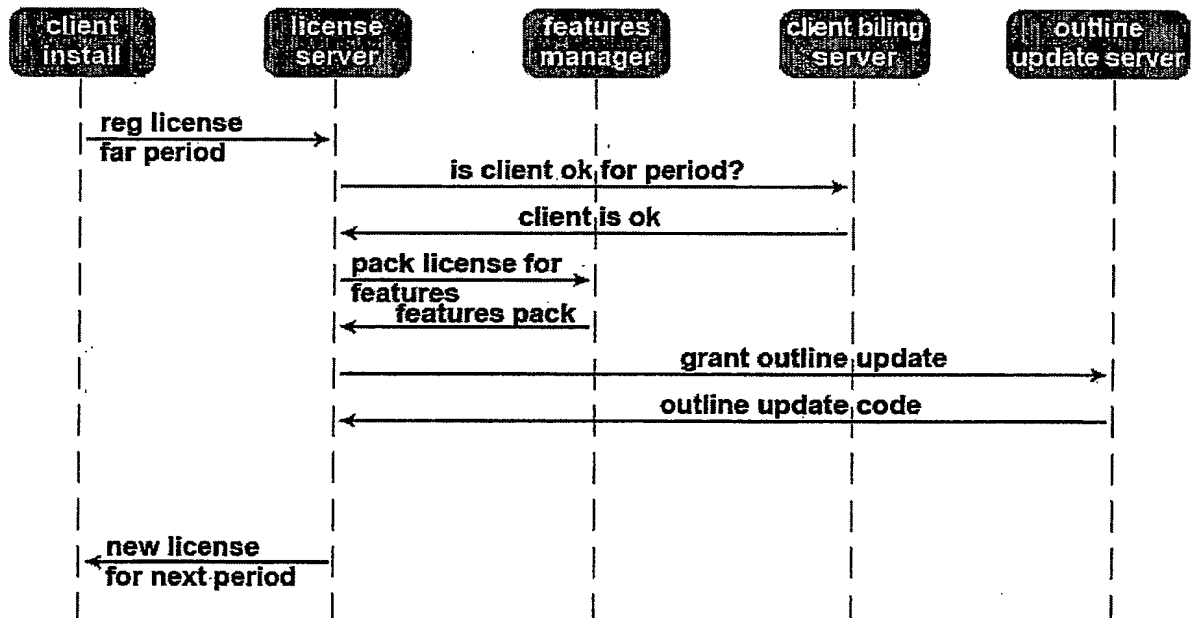 client
install
license
server
features
manager
client biling
server
outline
update server
reg license
far period
is client ok for period?
client is ok
pack license for
features
features pack
grant outline update
outline update code
new license
for next period